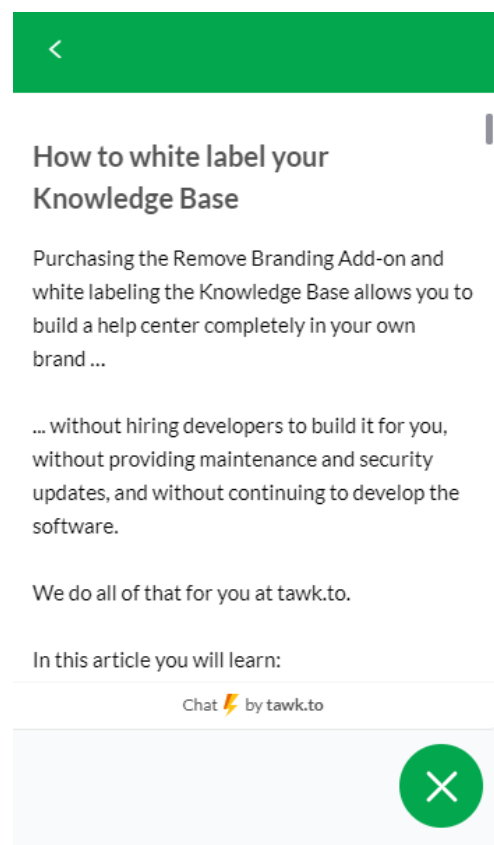 How to white label your
Knowledge Base
Purchasing the Remove Branding Add-on and
white labeling the Knowledge Base allows you to
build a help center completely in your own
brand ...
... without hiring developers to build it for you,
without providing maintenance and security
updates, and without continuing to develop the
software.
We do all of that for you at tawk.to.
In this article you will learn:
Chat by tawk.to